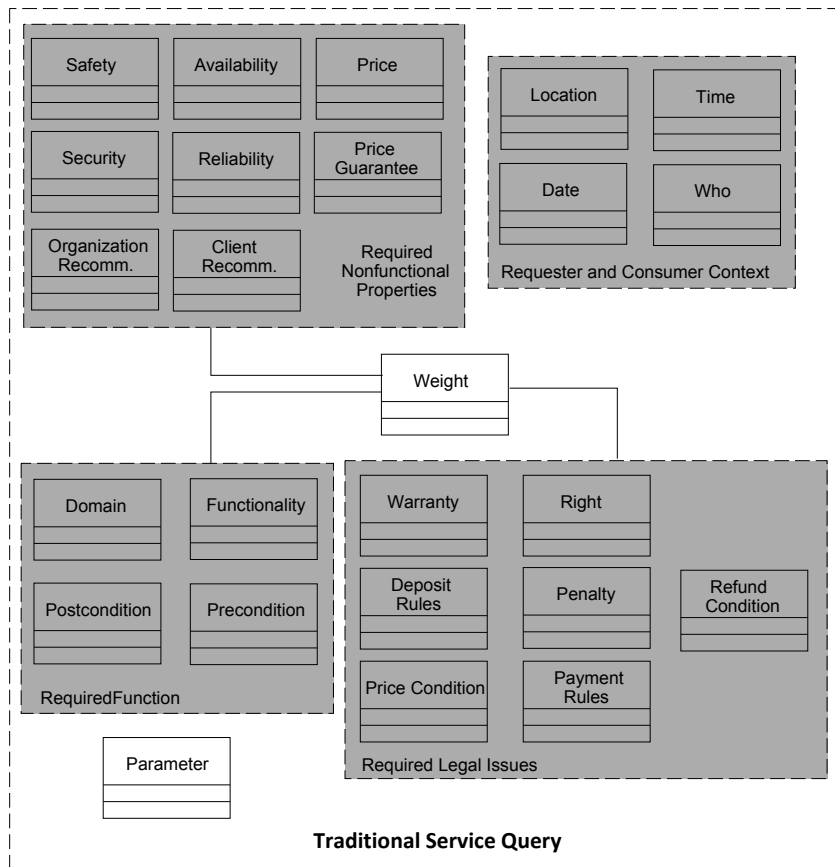 Safety
Availability
Price
Security
Reliability
Price
Guarantee
Organization
Recomm.
Client
Recomm.
Required
Nonfunctional
Properties
Location
Time
Date
Who
Requester and Consumer Context
Weight
Domain
Functionality
Postcondition
Precondition
RequiredFunction
Warranty
Right
Deposit
Rules
Penalty
Refund
Condition
Price Condition
Payment
Rules
Required Legal Issues
Parameter
Traditional Service Query